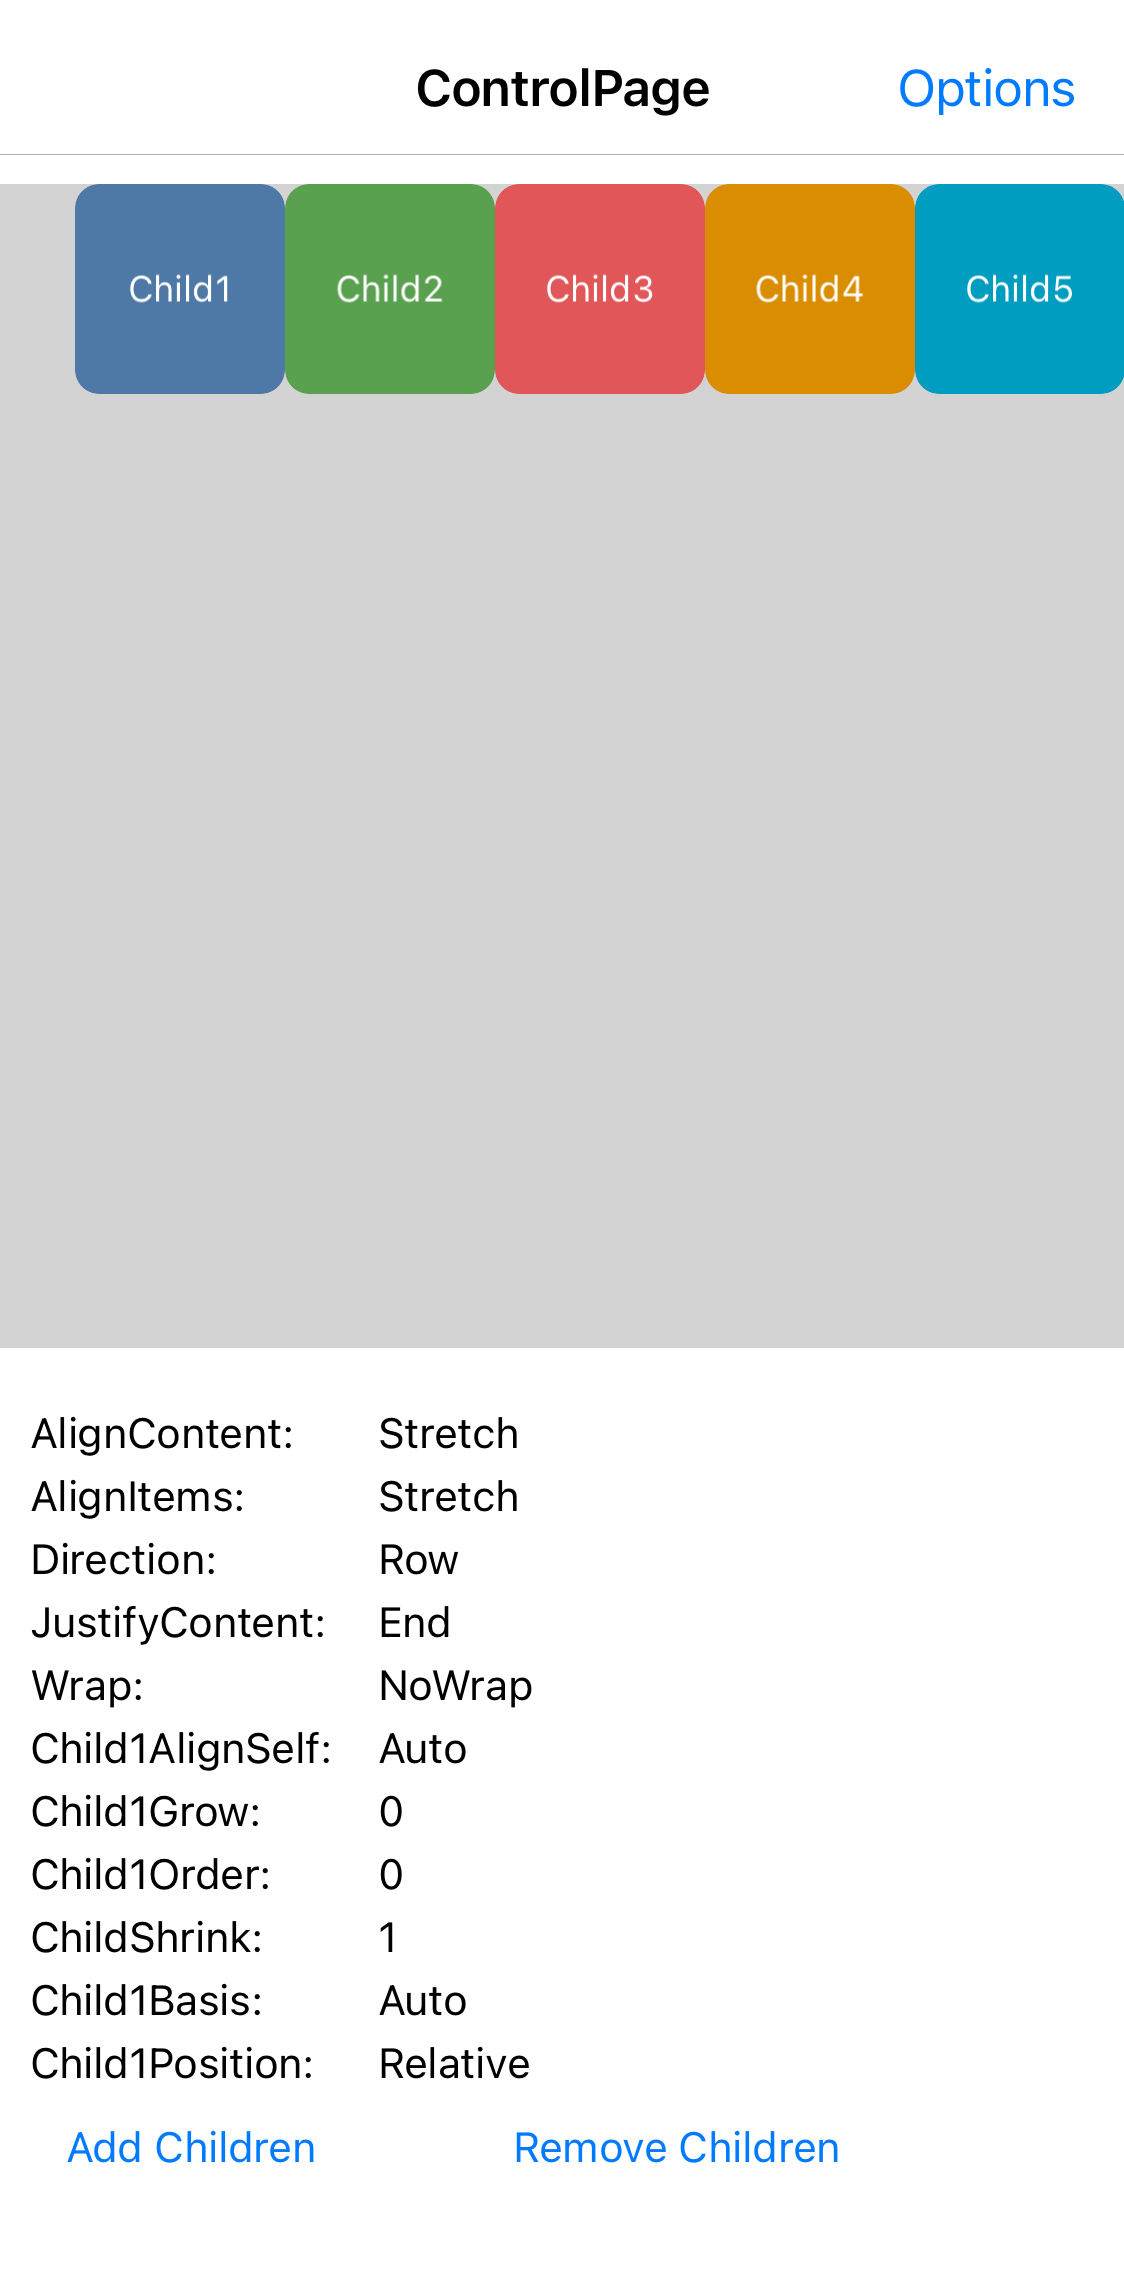 ControlPage Options
Child1 Child2 Child3 Child4 Child5
AlignContent: Stretch
AlignItems: Stretch
Direction: Row
JustifyContent: End
Wrap: NoWrap
Child1AlignSelf: Auto
Child1Grow: 0
Child1Order: 0
ChildShrink: 1
Child1Basis: Auto
Child1Position: Relative
Add Children Remove Children